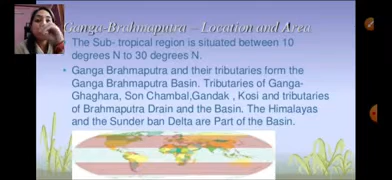 Ganga-Brahmaputra – Location and Area
The Sub- tropical region is situated between 10
degrees N to 30 degrees N.
• Ganga Brahmaputra and their tributaries form the
Ganga Brahmaputra Basin. Tributaries of Ganga-
Ghaghara, Son Chambal,Gandak , Kosi and tributaries
of Brahmaputra Drain and the Basin. The Himalayas
and the Sunder ban Delta are Part of the Basin.